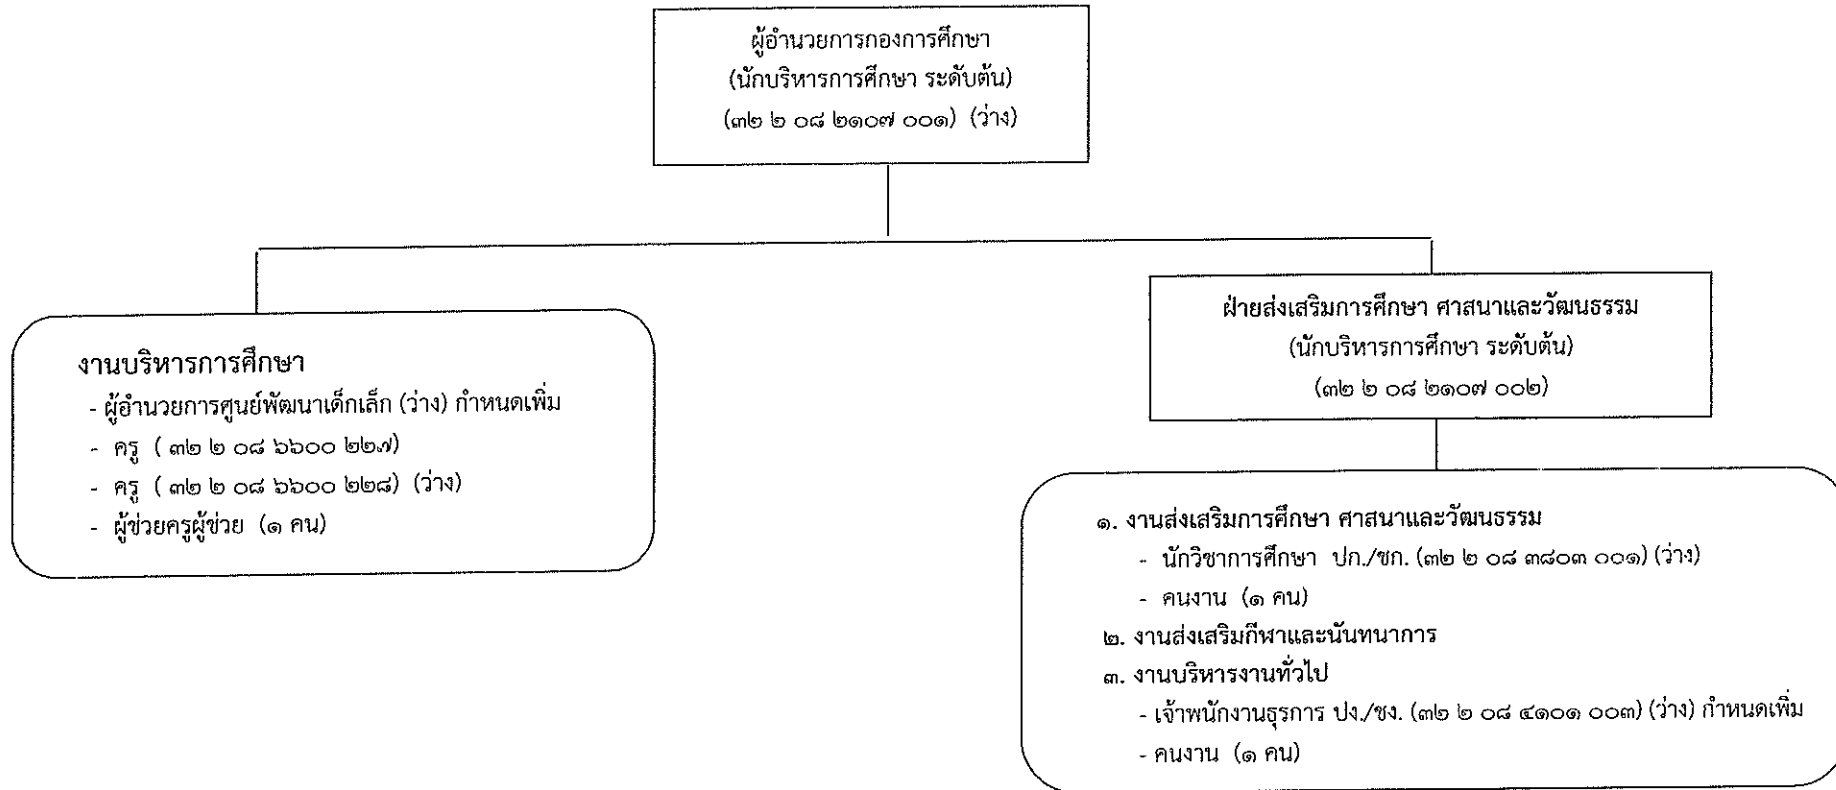 ผู้อำนวยการกองการศึกษา
(นักบริหารการศึกษา ระดับต้น)
(๓๒ ๒ ๐๘ ๒๑๐๗ ๐๐๑) (ว่าง)
งานบริหารการศึกษา
- ผู้อำนวยการศูนย์พัฒนาเด็กเล็ก (ว่าง) กำหนดเพิ่ม
- ครู ( ๓๒ ๒ ๐๘ ๖๖๐๐ ๒๒๗)
- ครู ( ๓๒ ๒ ๐๘ ๖๖๐๐ ๒๒๘) (ว่าง)
- ผู้ช่วยครูผู้ช่วย (๑ คน)
ฝ่ายส่งเสริมการศึกษา ศาสนาและวัฒนธรรม
(นักบริหารการศึกษา ระดับต้น)
(๓๒ ๒ ๐๘ ๒๑๐๗ ๐๐๒)
๑. งานส่งเสริมการศึกษา ศาสนาและวัฒนธรรม
- นักวิชาการศึกษา ปก./ชก. (๓๒ ๒ ๐๘ ๓๘๐๓ ๐๐๑) (ว่าง)
- คนงาน (๑ คน)
๒. งานส่งเสริมกีฬาและนันทนาการ
๓. งานบริหารงานทั่วไป
- เจ้าพนักงานธุรการ ปง./ชง. (๓๒ ๒ ๐๘ ๔๑๐๑ ๐๐๓) (ว่าง) กำหนดเพิ่ม
- คนงาน (๑ คน)